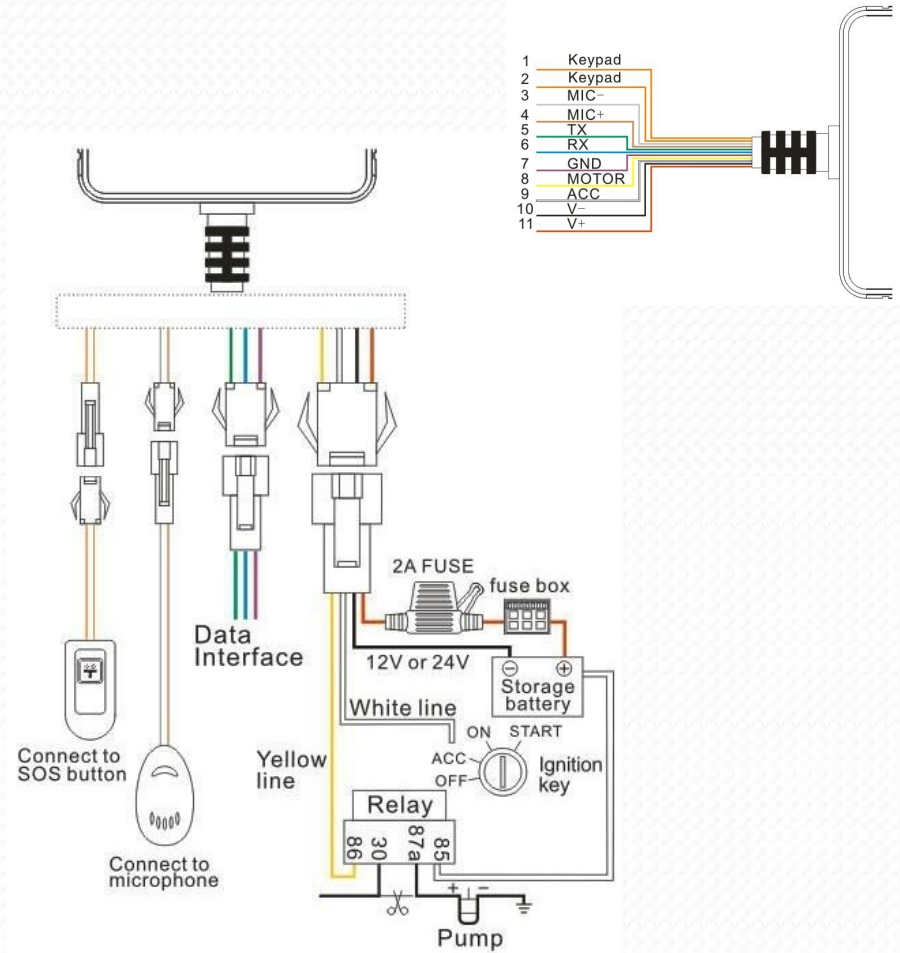 1 Keypad
2 Keypad
3 MIC−
4 MIC+
5 TX
6 RX
7 GND
8 MOTOR
9 ACC
10 V−
11 V+
2A FUSE
fuse box
Data
Interface
12V or 24V
− +
Storage
battery
White line
ON START
ACC
OFF
Ignition
key
Connect to
SOS button
Yellow
line
Relay
86 30 87a 85
Connect to
microphone
+ −
Pump